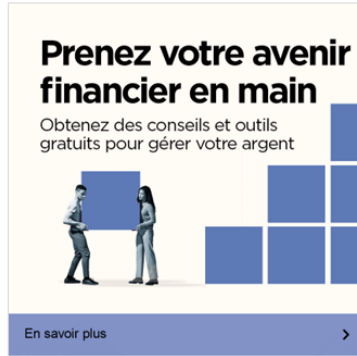 Prenez votre avenir
financier en main
Obtenez des conseils et outils
gratuits pour gérer votre argent
En savoir plus